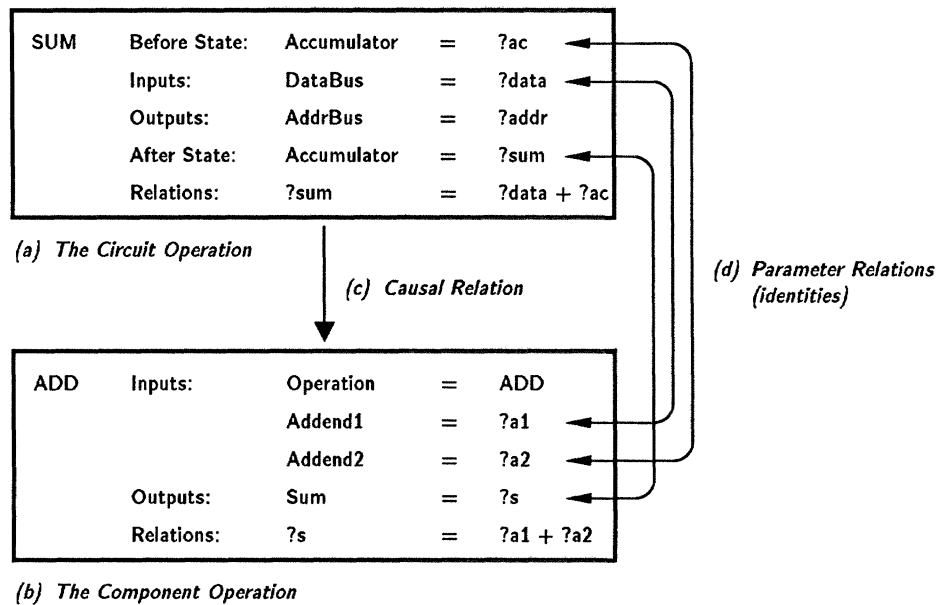 SUM Before State: Accumulator = ?ac
Inputs: DataBus = ?data
Outputs: AddrBus = ?addr
After State: Accumulator = ?sum
Relations: ?sum = ?data + ?ac
(a) The Circuit Operation
(c) Causal Relation
(d) Parameter Relations
(identities)
ADD Inputs: Operation = ADD
Addend1 = ?a1
Addend2 = ?a2
Outputs: Sum = ?s
Relations: ?s = ?a1 + ?a2
(b) The Component Operation